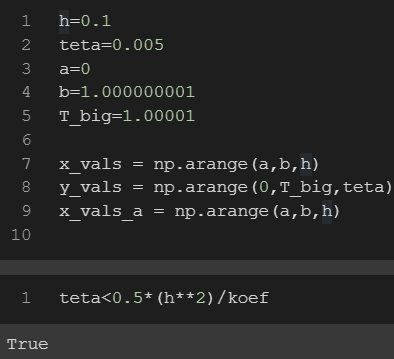 1 h=0.1
2 teta=0.005
3 a=0
4 b=1.000000001
5 T_big=1.00001
6
7 x_vals = np.arange(a,b,h)
8 y_vals = np.arange(0,T_big,teta)
9 x_vals_a = np.arange(a,b,h)
10
1 teta<0.5*(h**2)/koef
True